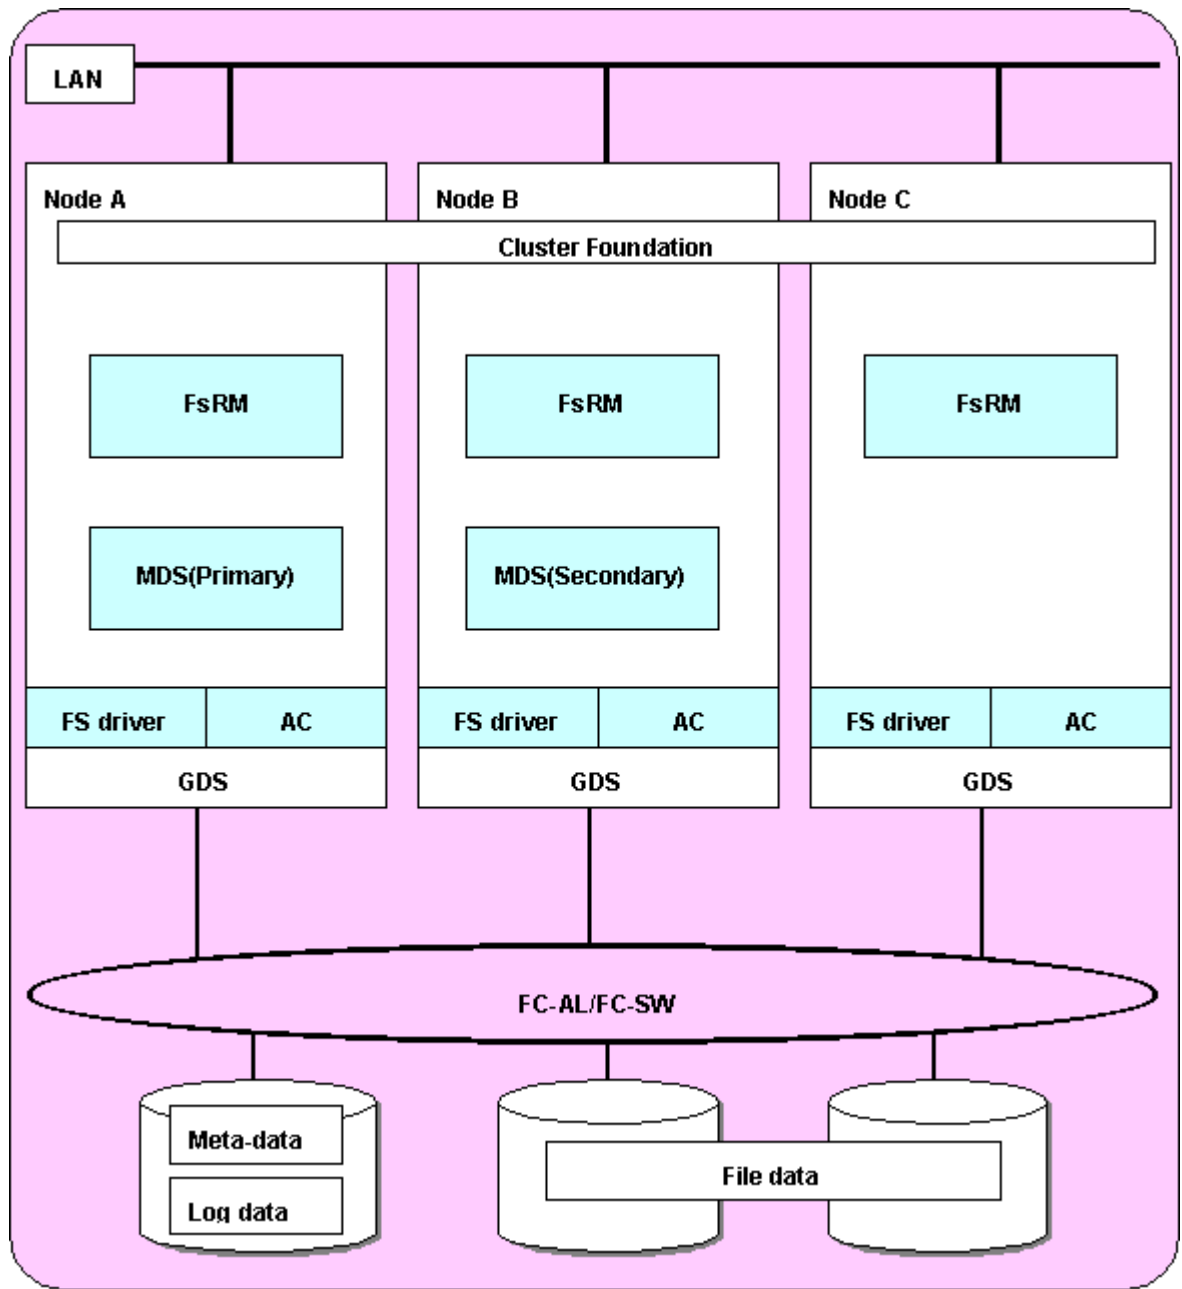 LAN
Node A
Node B
Node C
Cluster Foundation
FsRM
FsRM
FsRM
MDS(Primary)
MDS(Secondary)
FS driver
AC
FS driver
AC
FS driver
AC
GDS
GDS
GDS
FC-AL/FC-SW
Meta-data
File data
Log data